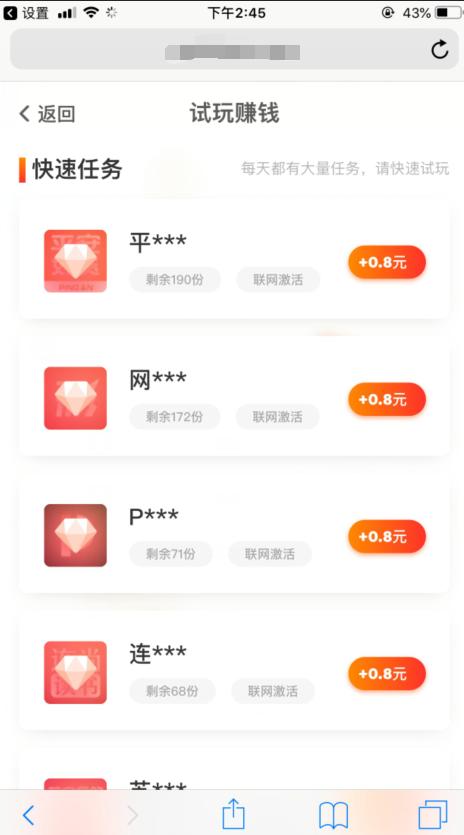 设置 下午2:45 43%
返回 试玩赚钱
快速任务 每天都有大量任务，请快速试玩
平***
剩余190份 联网激活 +0.8元
PINGAN
网***
剩余172份 联网激活 +0.8元
P***
剩余71份 联网激活 +0.8元
连***
剩余68份 联网激活 +0.8元